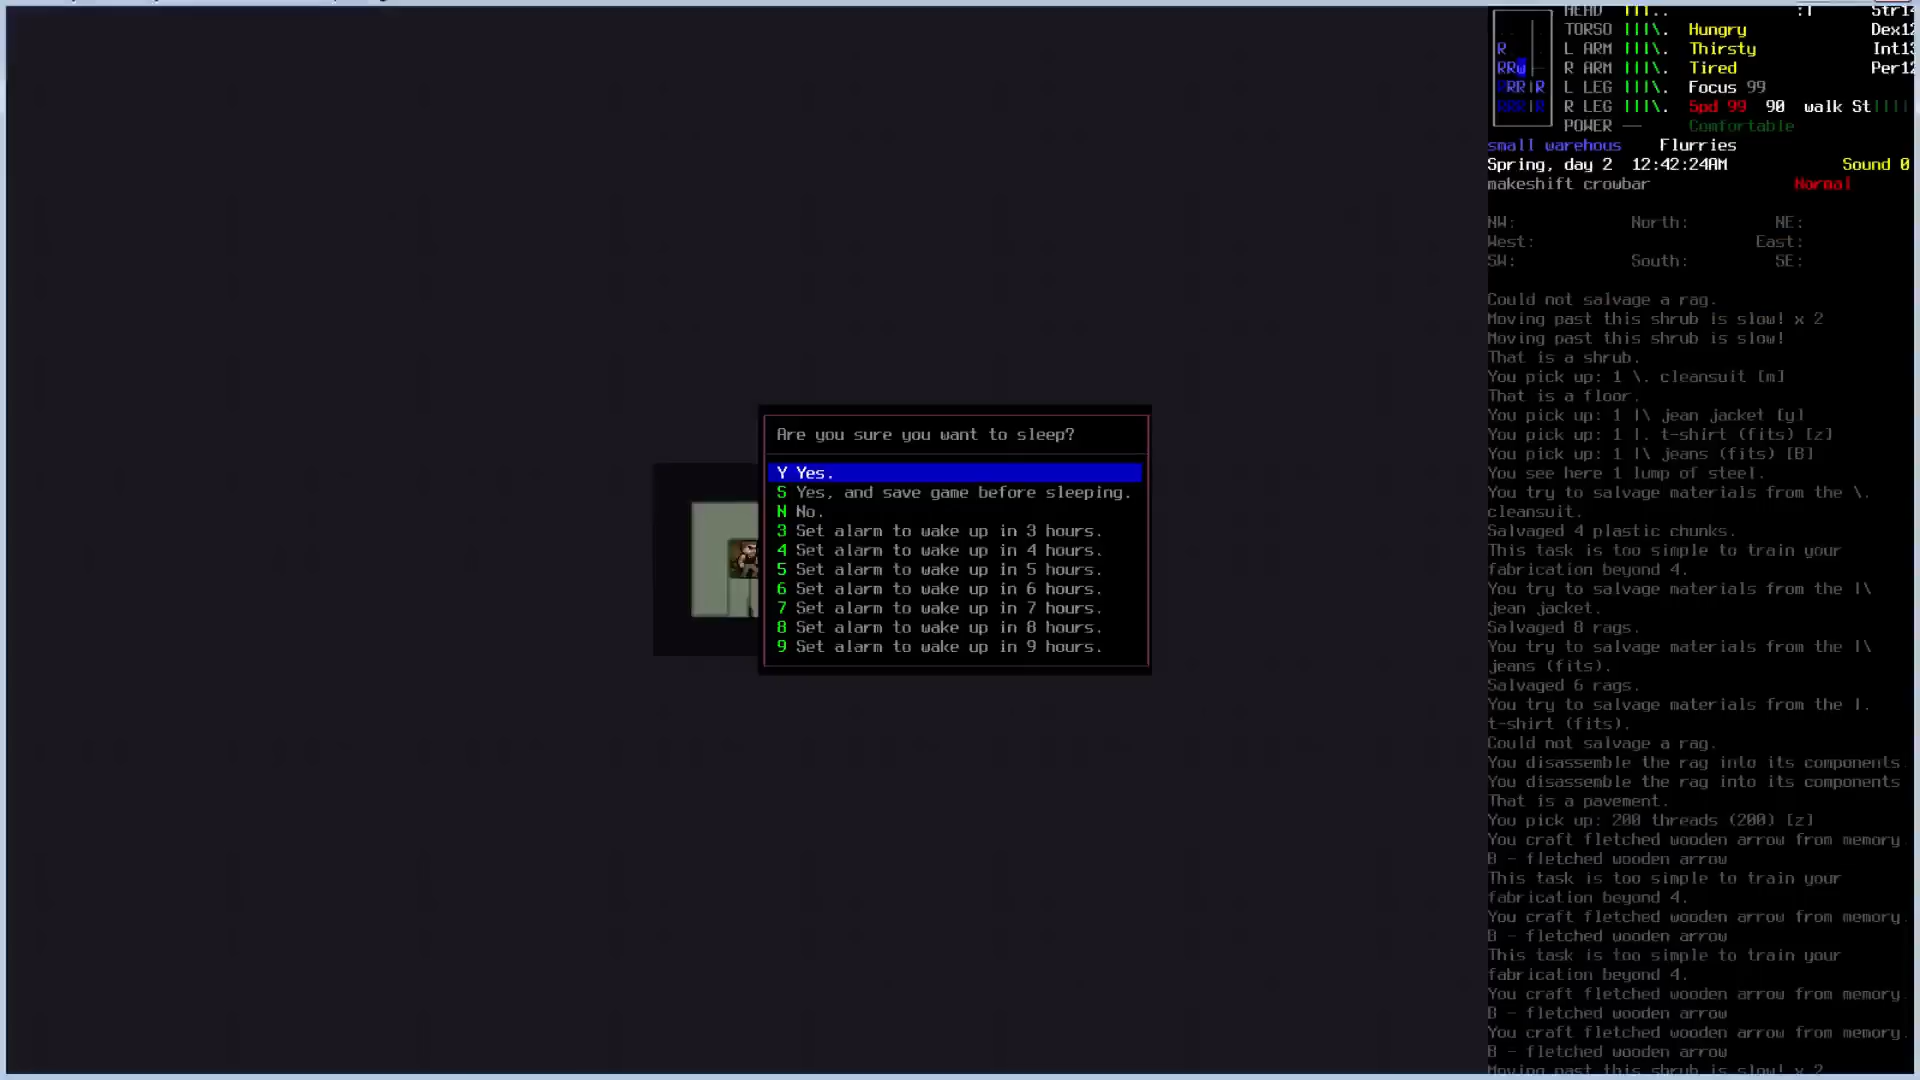 Are you sure you want to sleep?
Y Yes.
S Yes, and save game before sleeping.
N No.
3 Set alarm to wake up in 3 hours.
4 Set alarm to wake up in 4 hours.
5 Set alarm to wake up in 5 hours.
6 Set alarm to wake up in 6 hours.
7 Set alarm to wake up in 7 hours.
8 Set alarm to wake up in 8 hours.
9 Set alarm to wake up in 9 hours.
HEAD |||.. :| Str14
TORSO |||\. Hungry Dex12
R L ARM |||\. Thirsty Int13
RRw R ARM |||\. Tired Per12
RR|R L LEG |||\. Focus 99
RRR|R R LEG |||\. Spd 99 90 walk St||||
POWER -- Comfortable
small warehous Flurries
Spring, day 2 12:42:24AM Sound 0
makeshift crowbar Normal
NW: North: NE:
West: East:
SW: South: SE:
Could not salvage a rag.
Moving past this shrub is slow! x 2
Moving past this shrub is slow!
That is a shrub.
You pick up: 1 \. cleansuit [m]
That is a floor.
You pick up: 1 |\ jean jacket [y]
You pick up: 1 |. t-shirt (fits) [z]
You pick up: 1 |\ jeans (fits) [B]
You see here 1 lump of steel.
You try to salvage materials from the \.
cleansuit.
Salvaged 4 plastic chunks.
This task is too simple to train your
fabrication beyond 4.
You try to salvage materials from the |\
jean jacket.
Salvaged 8 rags.
You try to salvage materials from the |\
jeans (fits).
Salvaged 6 rags.
You try to salvage materials from the |.
t-shirt (fits).
Could not salvage a rag.
You disassemble the rag into its components
You disassemble the rag into its components
That is a pavement.
You pick up: 200 threads (200) [z]
You craft fletched wooden arrow from memory
B - fletched wooden arrow
This task is too simple to train your
fabrication beyond 4.
You craft fletched wooden arrow from memory.
B - fletched wooden arrow
This task is too simple to train your
fabrication beyond 4.
You craft fletched wooden arrow from memory.
B - fletched wooden arrow
You craft fletched wooden arrow from memory.
B - fletched wooden arrow
Moving past this shrub is slow! x 2